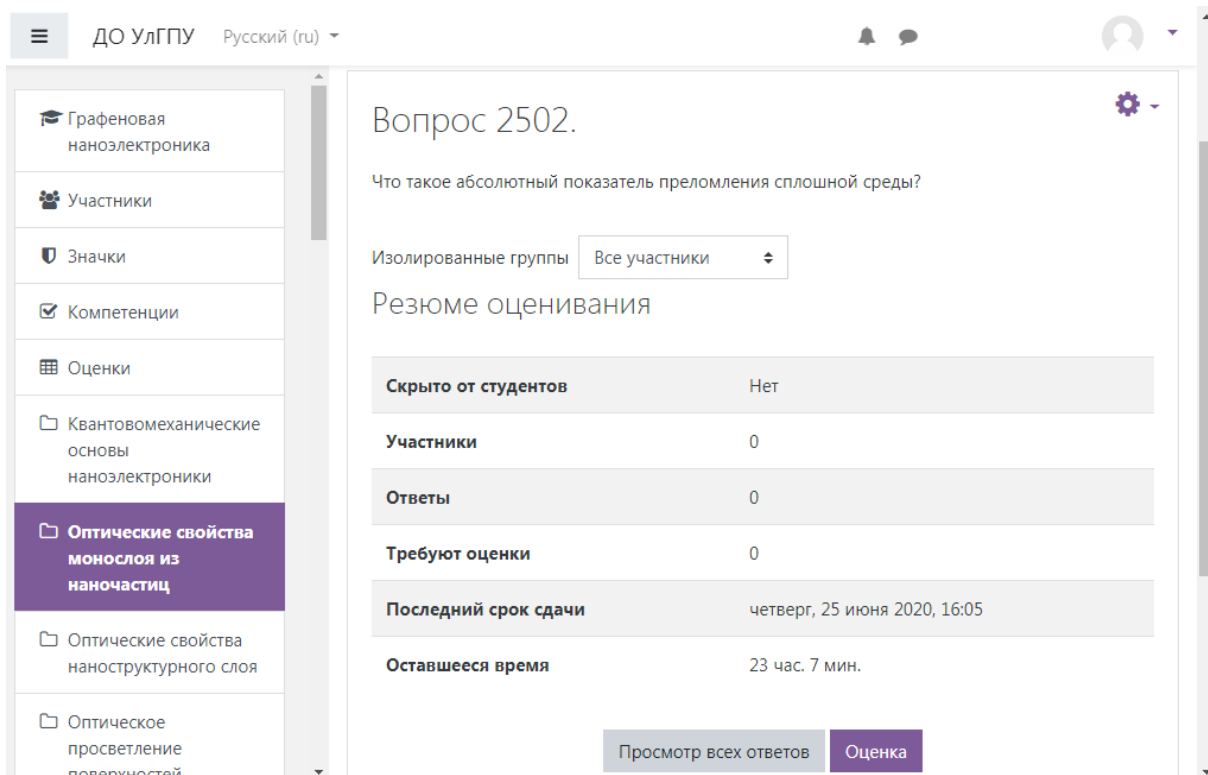 ДО УлГПУ Русский (ru)
Графеновая
наноэлектроника
Участники
Значки
Компетенции
Оценки
Квантовомеханические
основы
наноэлектроники
Оптические свойства
монослоя из
наночастиц
Оптические свойства
наноструктурного слоя
Оптическое
просветление
поверхностей
Вопрос 2502.
Что такое абсолютный показатель преломления сплошной среды?
Изолированные группы Все участники
Резюме оценивания
Скрыто от студентов Нет
Участники 0
Ответы 0
Требуют оценки 0
Последний срок сдачи четверг, 25 июня 2020, 16:05
Оставшееся время 23 час. 7 мин.
Просмотр всех ответов Оценка